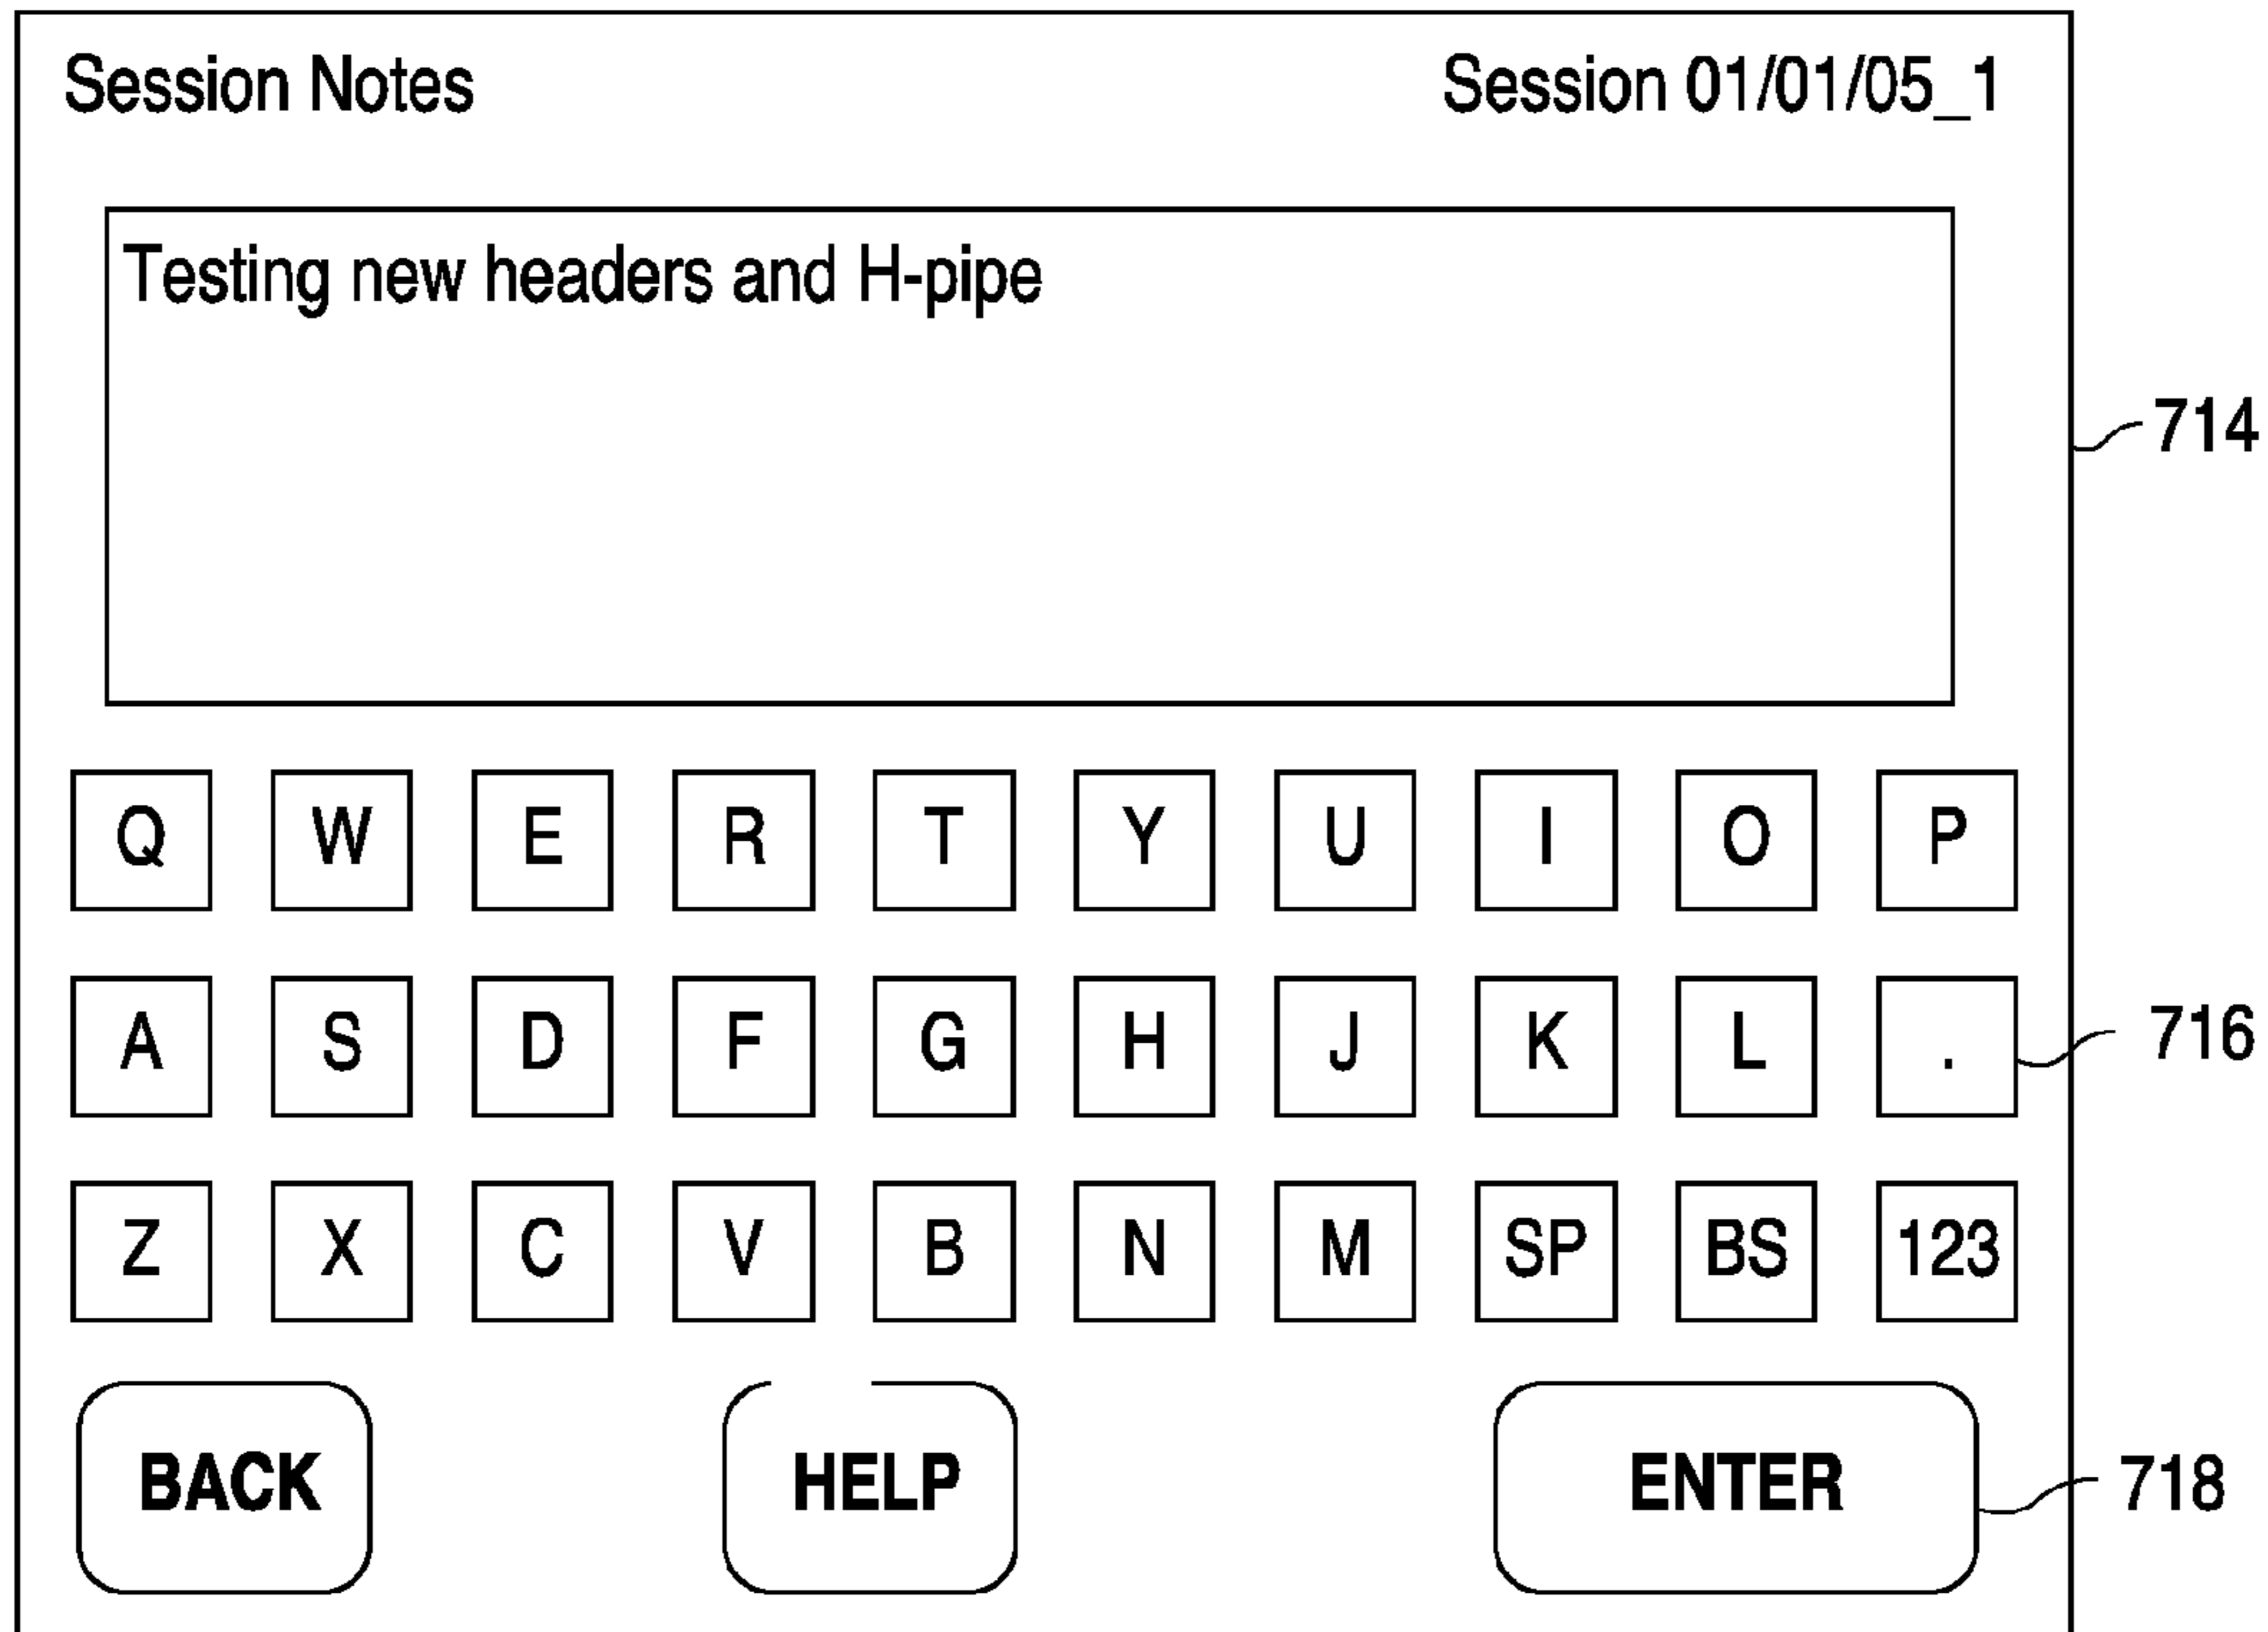 Session Notes Session 01/01/05_1
Testing new headers and H-pipe
714
Q W E R T Y U I O P
A S D F G H J K L .
716
Z X C V B N M SP BS 123
BACK HELP ENTER
718